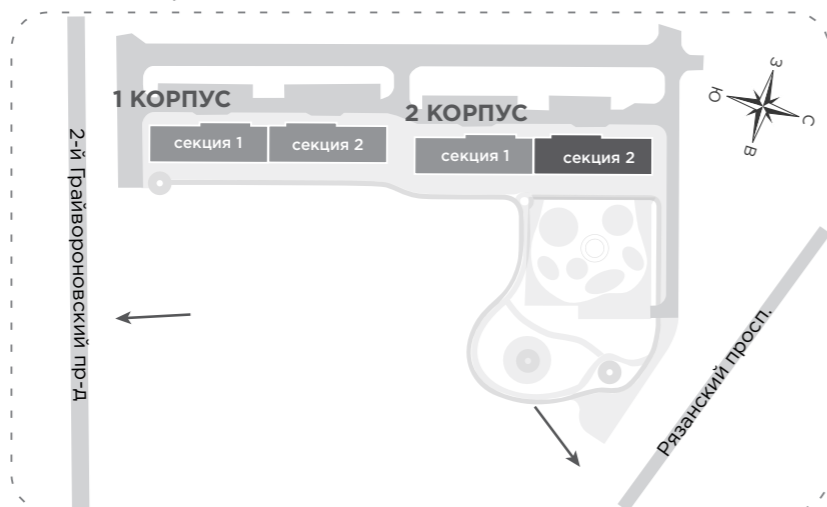 1 КОРПУС
2 КОРПУС
секция 1
секция 2
секция 1
секция 2
З
Ю
С
В
2-й Грайвороновский пр-д
Рязанский просп.